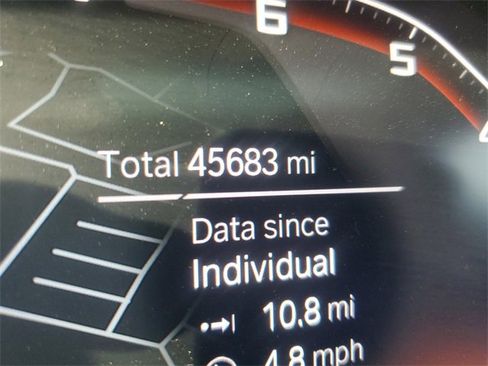 6
5
Total 45683 mi
Data since
Individual
10.8 mi
4.8 mph